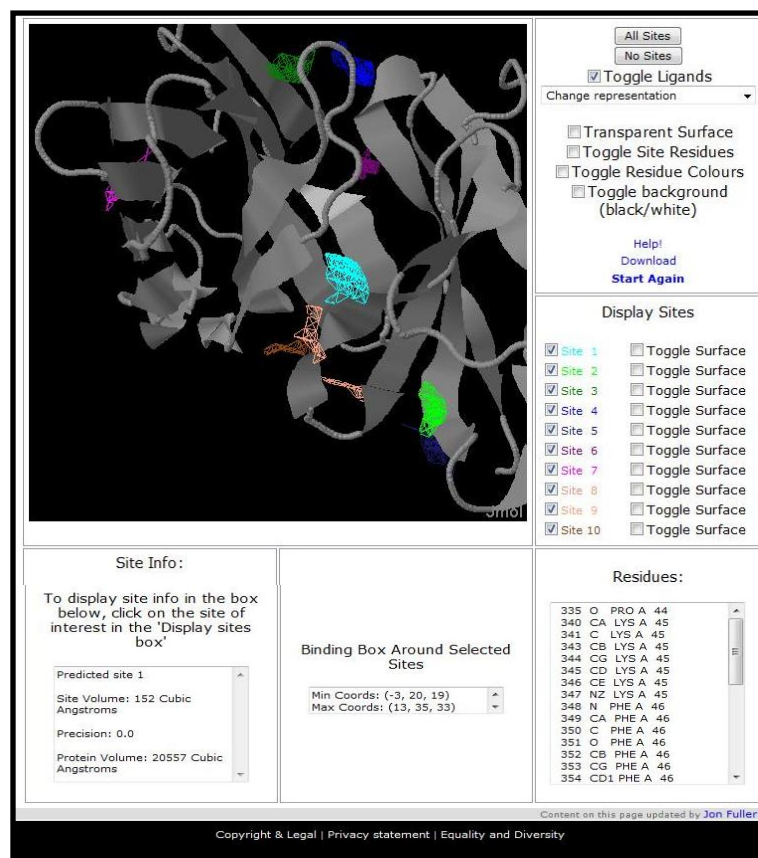 All Sites
No Sites
Toggle Ligands
Change representation
Transparent Surface
Toggle Site Residues
Toggle Residue Colours
Toggle background
(black/white)
Help!
Download
Start Again
Jmol
Display Sites
Site 1 Toggle Surface
Site 2 Toggle Surface
Site 3 Toggle Surface
Site 4 Toggle Surface
Site 5 Toggle Surface
Site 6 Toggle Surface
Site 7 Toggle Surface
Site 8 Toggle Surface
Site 9 Toggle Surface
Site 10 Toggle Surface
Site Info:
To display site info in the box
below, click on the site of
interest in the 'Display sites
box'
Predicted site 1
Site Volume: 152 Cubic
Angstroms
Precision: 0.0
Protein Volume: 20557 Cubic
Angstroms
Binding Box Around Selected
Sites
Min Coords: (-3, 20, 19)
Max Coords: (13, 35, 33)
Residues:
335 O PRO A 44
340 CA LYS A 45
341 C LYS A 45
343 CB LYS A 45
344 CG LYS A 45
345 CD LYS A 45
346 CE LYS A 45
347 NZ LYS A 45
348 N PHE A 46
349 CA PHE A 46
350 C PHE A 46
351 O PHE A 46
352 CB PHE A 46
353 CG PHE A 46
354 CD1 PHE A 46
Content on this page updated by Jon Fuller
Copyright & Legal | Privacy statement | Equality and Diversity